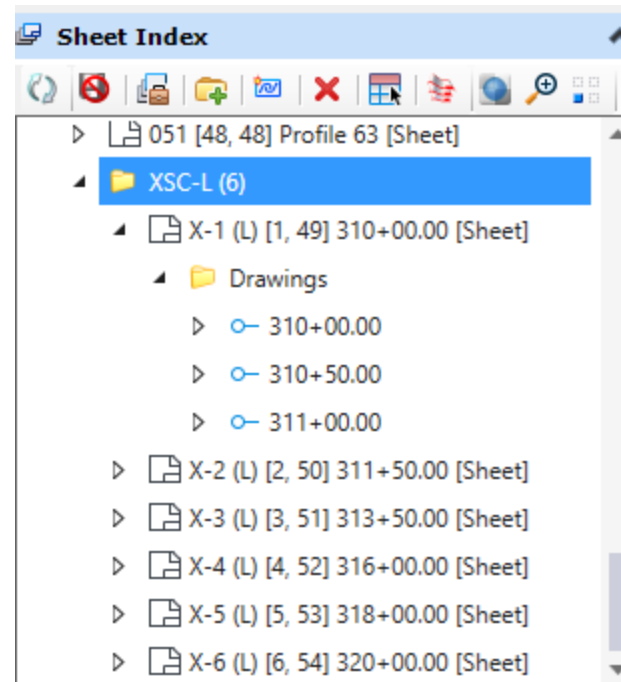 Sheet Index
051 [48, 48] Profile 63 [Sheet]
XSC-L (6)
X-1 (L) [1, 49] 310+00.00 [Sheet]
Drawings
310+00.00
310+50.00
311+00.00
X-2 (L) [2, 50] 311+50.00 [Sheet]
X-3 (L) [3, 51] 313+50.00 [Sheet]
X-4 (L) [4, 52] 316+00.00 [Sheet]
X-5 (L) [5, 53] 318+00.00 [Sheet]
X-6 (L) [6, 54] 320+00.00 [Sheet]